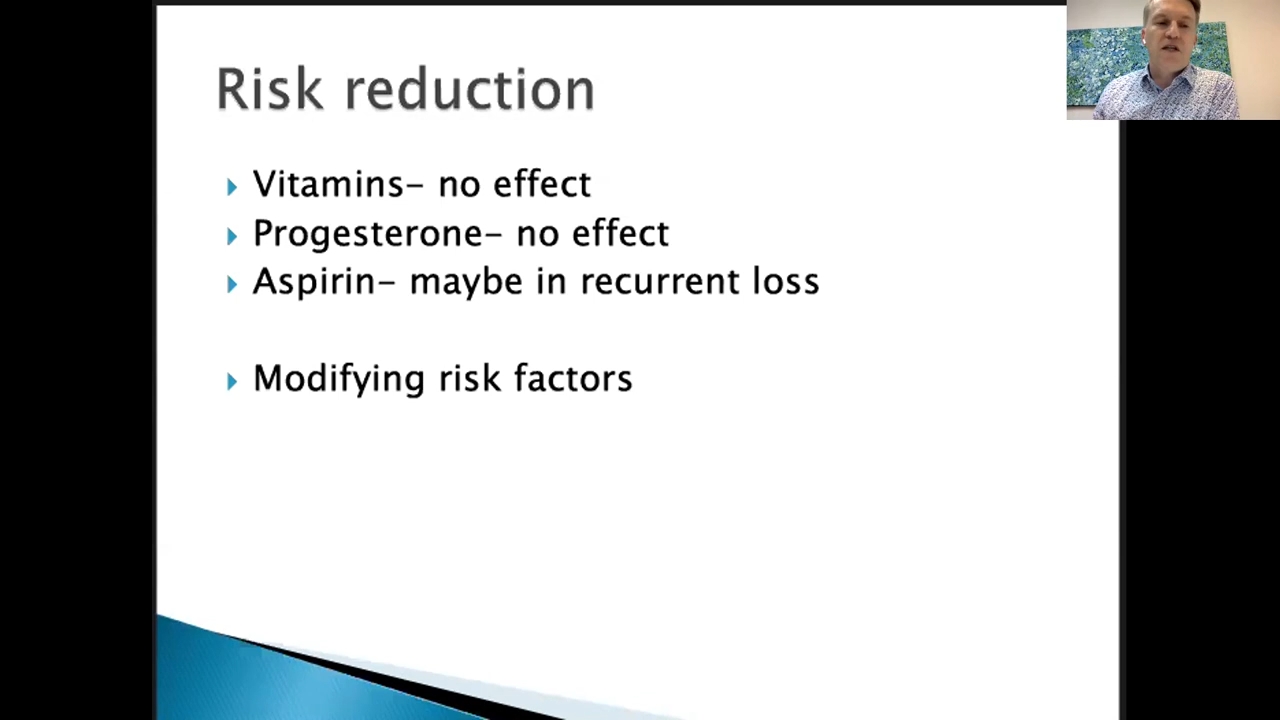 Risk reduction
Vitamins- no effect
Progesterone- no effect
Aspirin- maybe in recurrent loss
Modifying risk factors